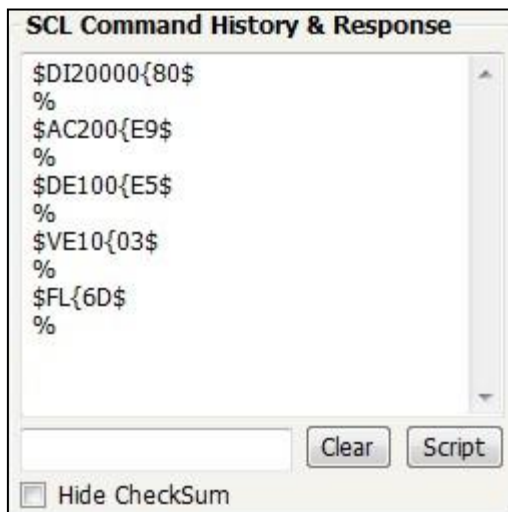 SCL Command History & Response
$DI20000{80$
%
$AC200{E9$
%
$DE100{E5$
%
$VE10{03$
%
$FL{6D$
%
Clear
Script
Hide CheckSum